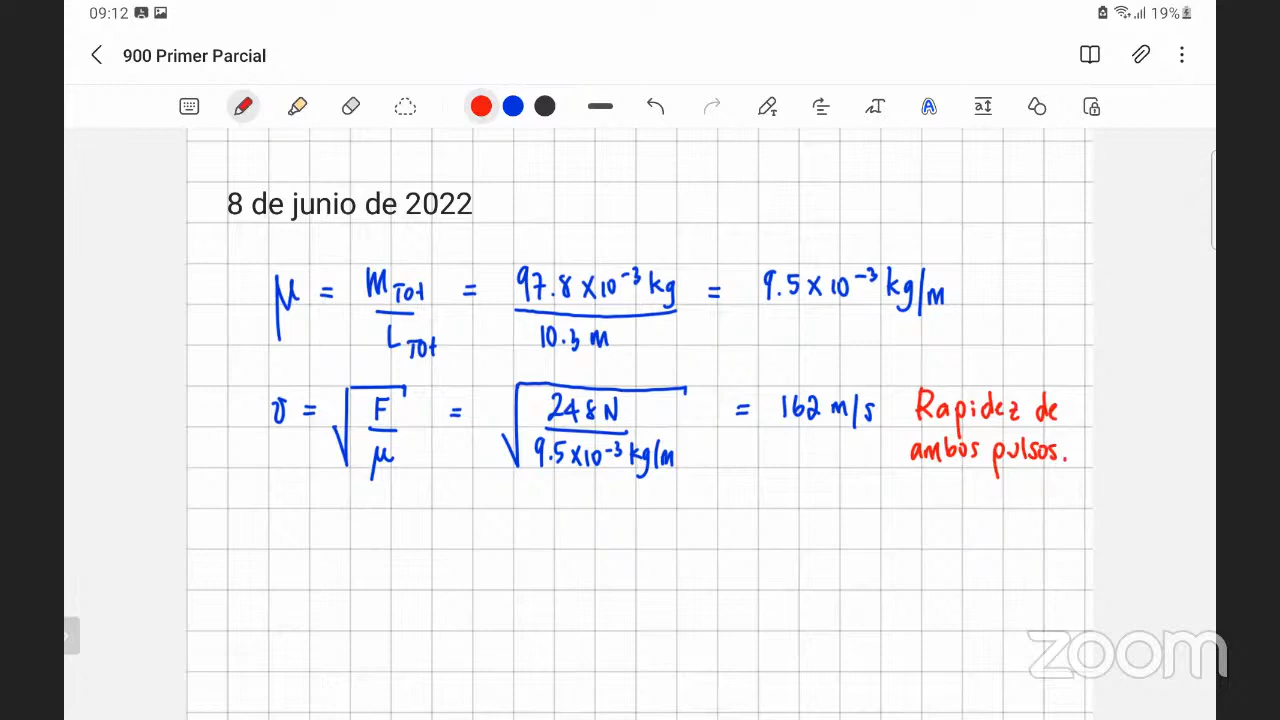 09:12 19%
900 Primer Parcial
8 de junio de 2022
μ = m_Tot / L_Tot = 97.8 × 10⁻³ kg / 10.3 m = 9.5 × 10⁻³ kg/m
v = √(F / μ) = √(248 N / 9.5 × 10⁻³ kg/m) = 162 m/s Rapidez de
ambos pulsos.
zoom